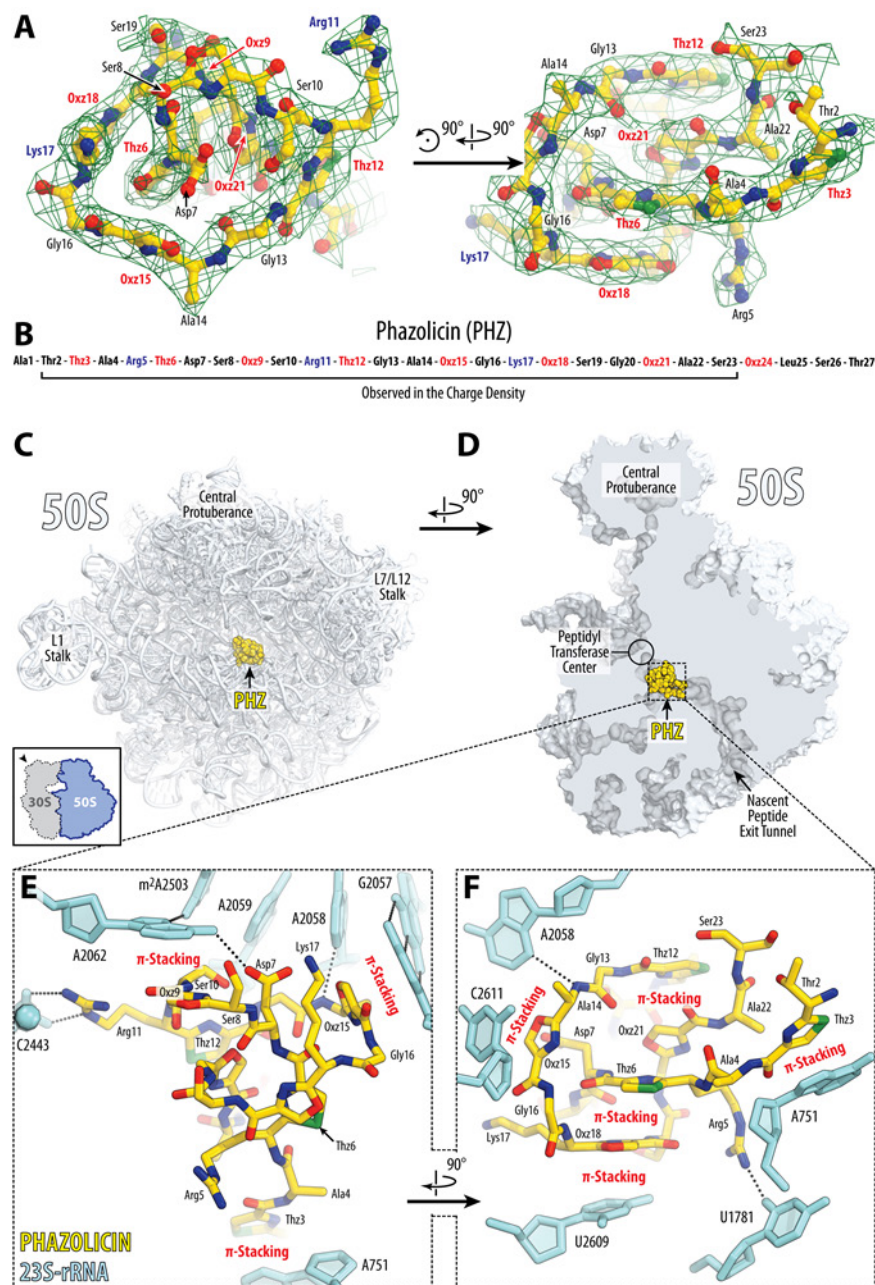 A
Ser19
Oxz9
Arg11
Ser8
Ser10
Oxz18
Lys17
Thz6
Oxz21
Thz12
Asp7
Gly16
Gly13
Oxz15
Ala14
90° 90°
Ser23
Thz12
Gly13
Ala14
Thr2
Asp7
Oxz21
Ala22
Ala4
Thz3
Thz6
Gly16
Lys17
Oxz18
Arg5
B
Phazolicin (PHZ)
Ala1 - Thr2 - Thz3 - Ala4 - Arg5 - Thz6 - Asp7 - Ser8 - Oxz9 - Ser10 - Arg11 - Thz12 - Gly13 - Ala14 - Oxz15 - Gly16 - Lys17 - Oxz18 - Ser19 - Gly20 - Oxz21 - Ala22 - Ser23 - Oxz24 - Leu25 - Ser26 - Thr27
Observed in the Charge Density
C
50S
Central
Protuberance
L7/L12
Stalk
L1
Stalk
PHZ
30S
50S
90°
D
50S
Central
Protuberance
Peptidyl
Transferase
Center
PHZ
Nascent
Peptide
Exit Tunnel
E
m²A2503
A2059
G2057
A2062
A2058
Lys17
Asp7
π-Stacking
π-Stacking
Ser10
Oxz9
Ser8
Oxz15
Arg11
C2443
Thz12
Gly16
Thz6
Arg5
Ala4
Thz3
π-Stacking
A751
PHAZOLICIN
23S-rRNA
90°
F
A2058
Ser23
Gly13
Thz12
Thr2
C2611
Ala14
π-Stacking
π-Stacking
Ala22
Asp7
Oxz21
Thz3
Oxz15
Thz6
Ala4
π-Stacking
Gly16
π-Stacking
A751
Arg5
Lys17
Oxz18
π-Stacking
U2609
U1781